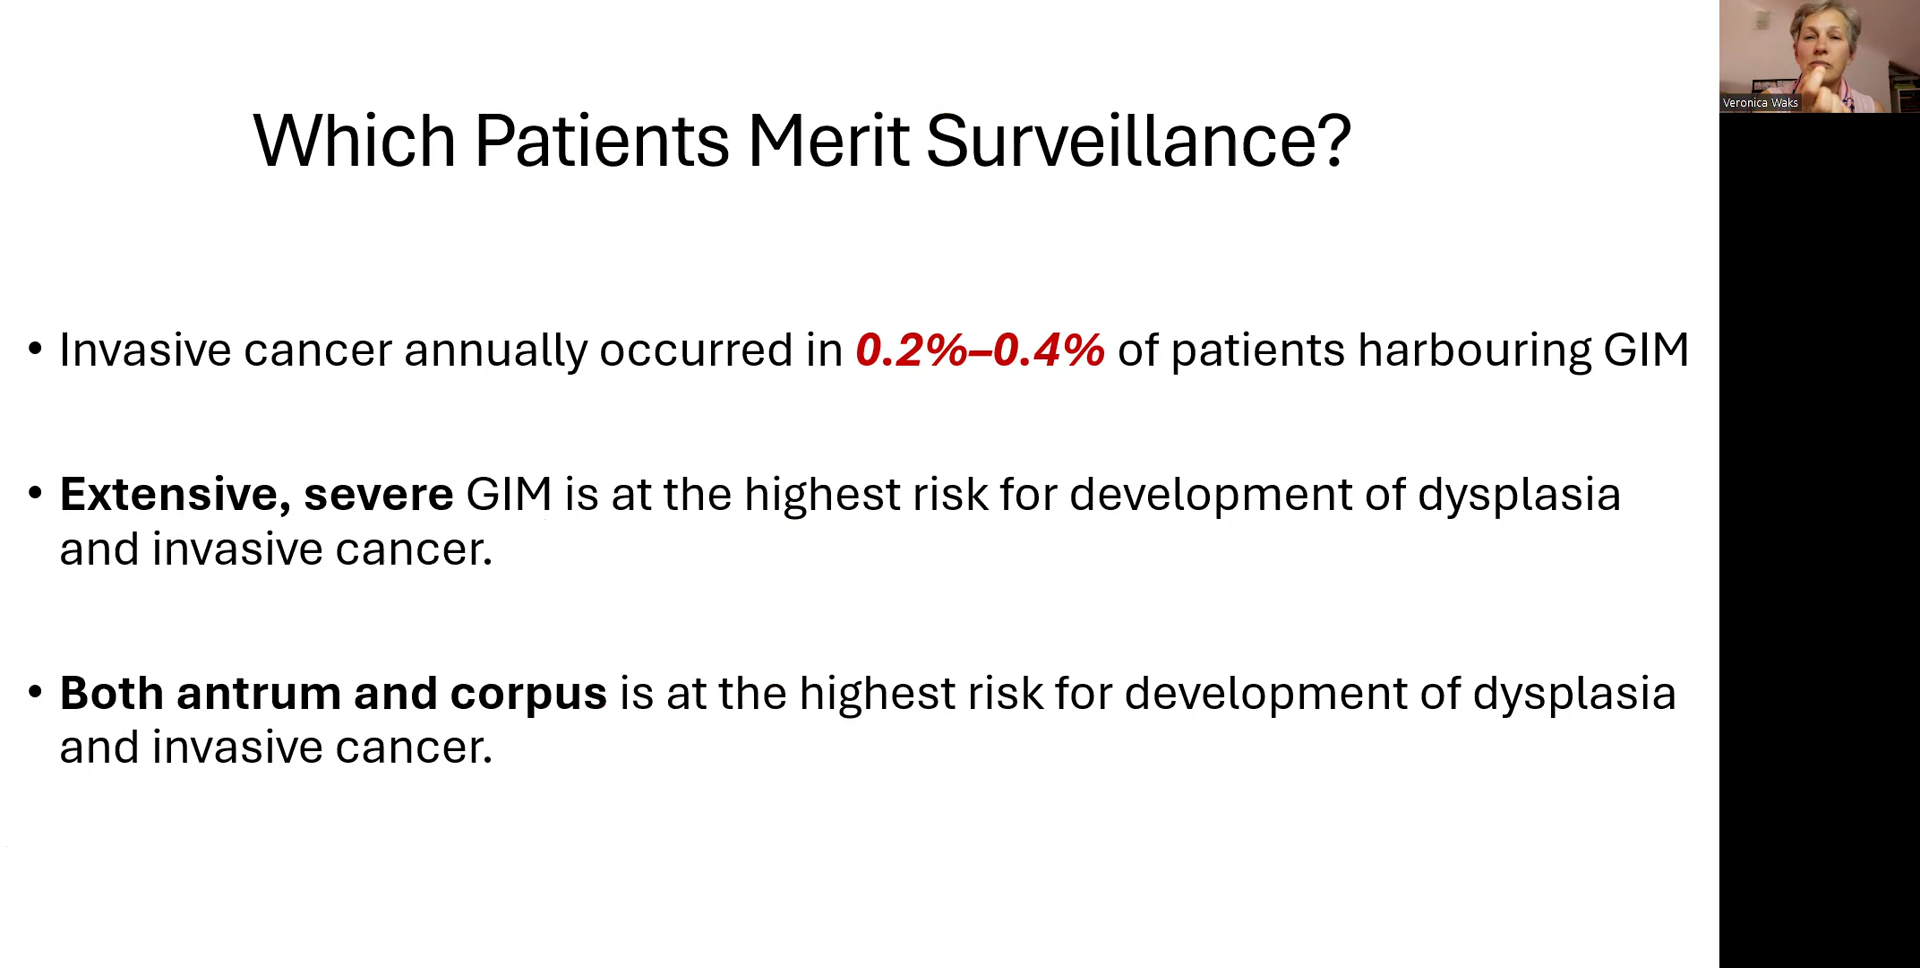 Which Patients Merit Surveillance?
• Invasive cancer annually occurred in 0.2%–0.4% of patients harbouring GIM
• Extensive, severe GIM is at the highest risk for development of dysplasia
and invasive cancer.
• Both antrum and corpus is at the highest risk for development of dysplasia
and invasive cancer.
Veronica Waks